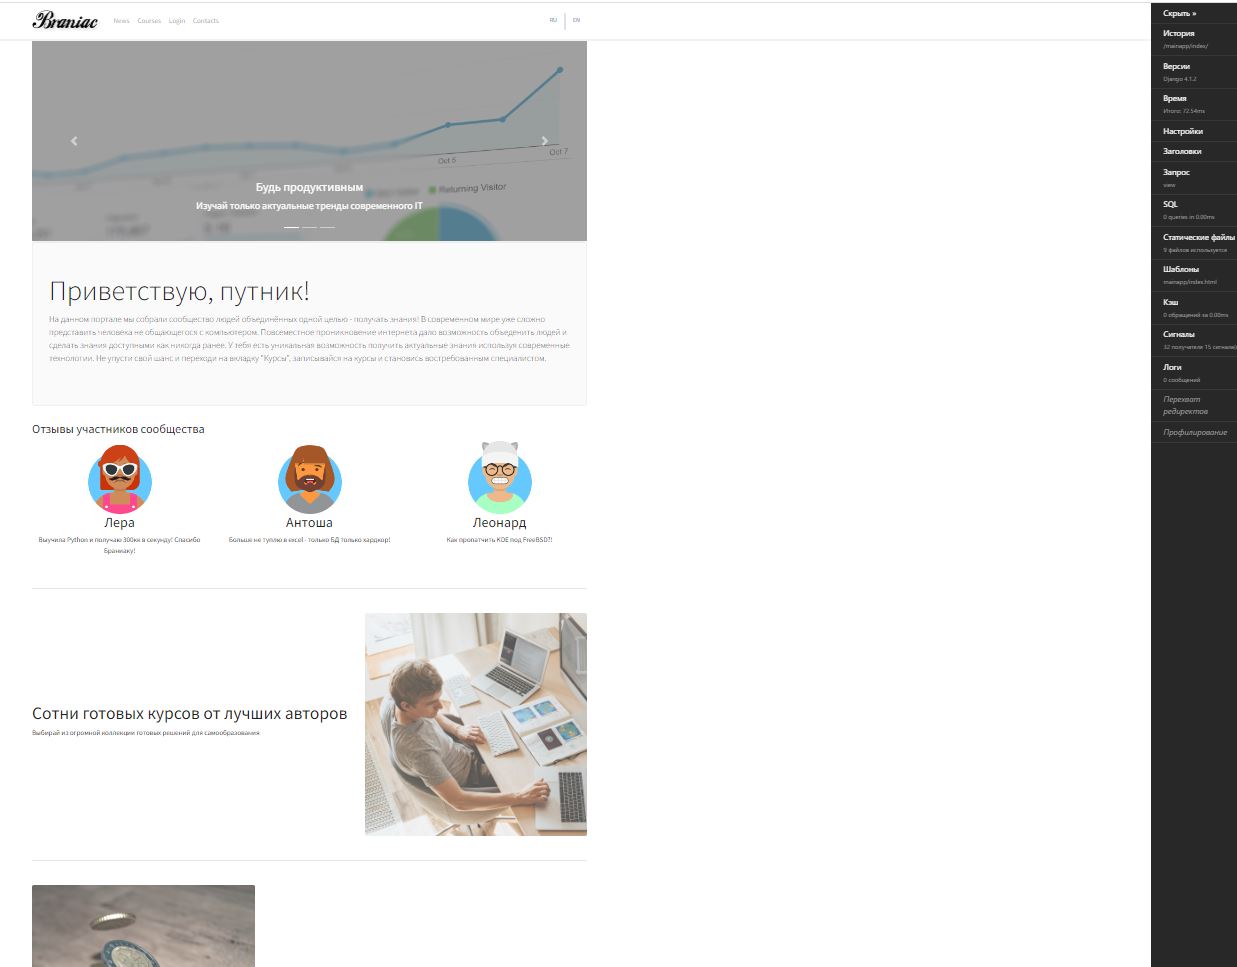 Braniac
News Courses Login Contacts
RU EN
Oct 6
Oct 7
Returning Visitor
Будь продуктивным
Изучай только актуальные тренды современного IT
Приветствую, путник!
На данном портале мы собрали сообщество людей объединённых одной целью - получать знания! В современном мире уже сложно
представить человека не общающегося с компьютером. Повсеместное проникновение интернета дало возможность объеденить людей и
сделать знания доступными как никогда ранее. У тебя есть уникальная возможность получить актуальные знания используя современные
технологии. Не упусти свой шанс и переходи на вкладку "Курсы", записывайся на курсы и становись востребованным специалистом.
Отзывы участников сообщества
Лера
Выучила Python и получаю 300кк в секунду! Спасибо
Браниаку!
Антоша
Больше не туплю в excel - только БД только хардкор!
Леонард
Как пропатчить KDE под FreeBSD?!
Сотни готовых курсов от лучших авторов
Выбирай из огромной коллекции готовых решений для самообразования
Скрыть »
История
/mainapp/index/
Версии
Django 4.1.2
Время
Итого: 72.54ms
Настройки
Заголовки
Запрос
view
SQL
0 queries in 0.00ms
Статические файлы
9 файлов используется
Шаблоны
mainapp/index.html
Кэш
0 обращений за 0.00ms
Сигналы
32 получателя 15 сигнал
Логи
0 сообщений
Перехват
редиректов
Профилирование